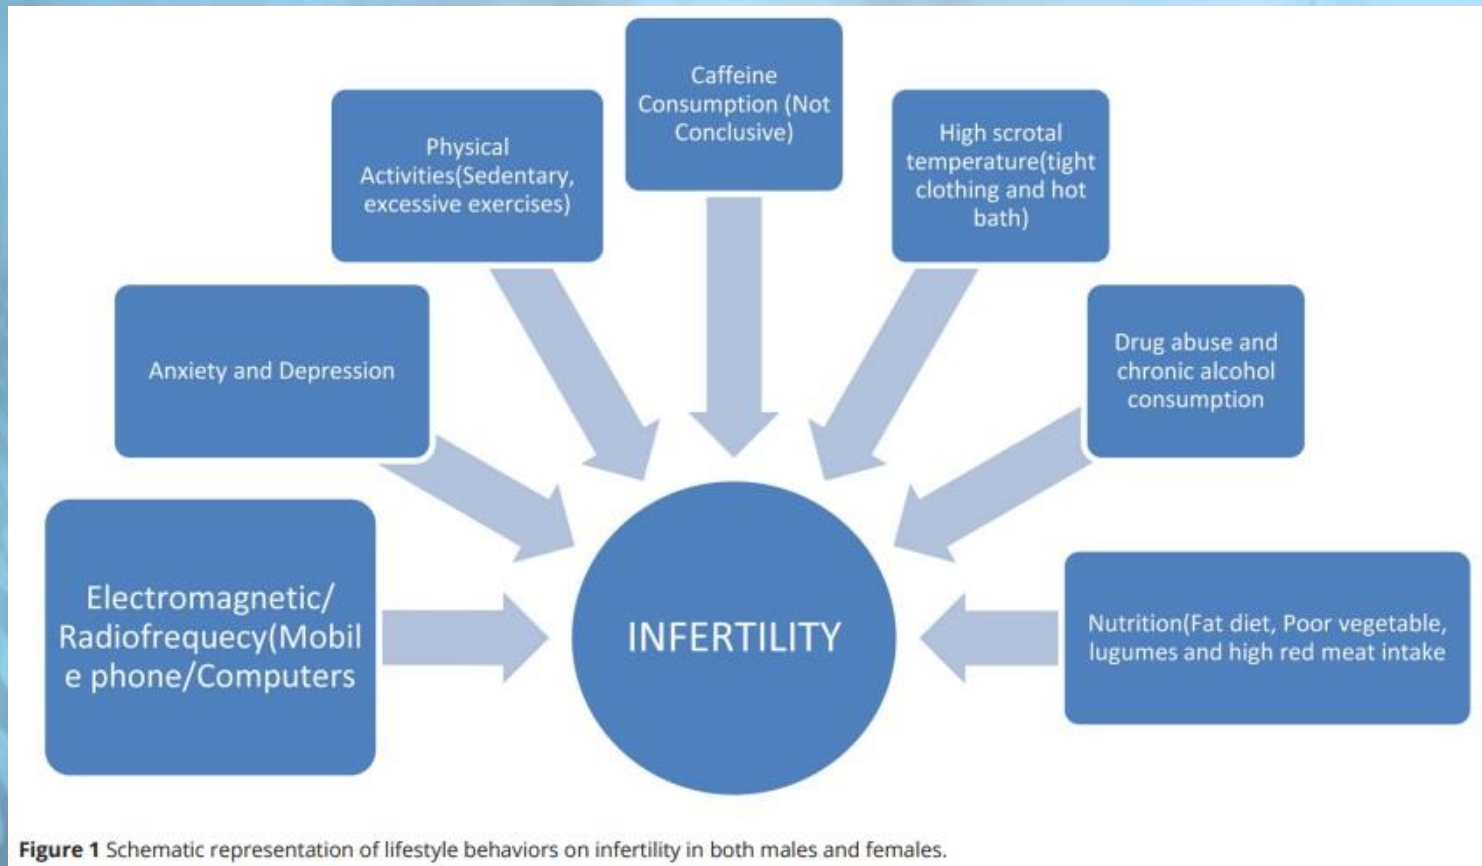 Caffeine
Consumption (Not
Conclusive)
Physical
Activities(Sedentary,
excessive exercises)
High scrotal
temperature(tight
clothing and hot
bath)
Anxiety and Depression
Drug abuse and
chronic alcohol
consumption
Electromagnetic/
Radiofrequecy(Mobil
e phone/Computers
INFERTILITY
Nutrition(Fat diet, Poor vegetable,
lugumes and high red meat intake
Figure 1 Schematic representation of lifestyle behaviors on infertility in both males and females.